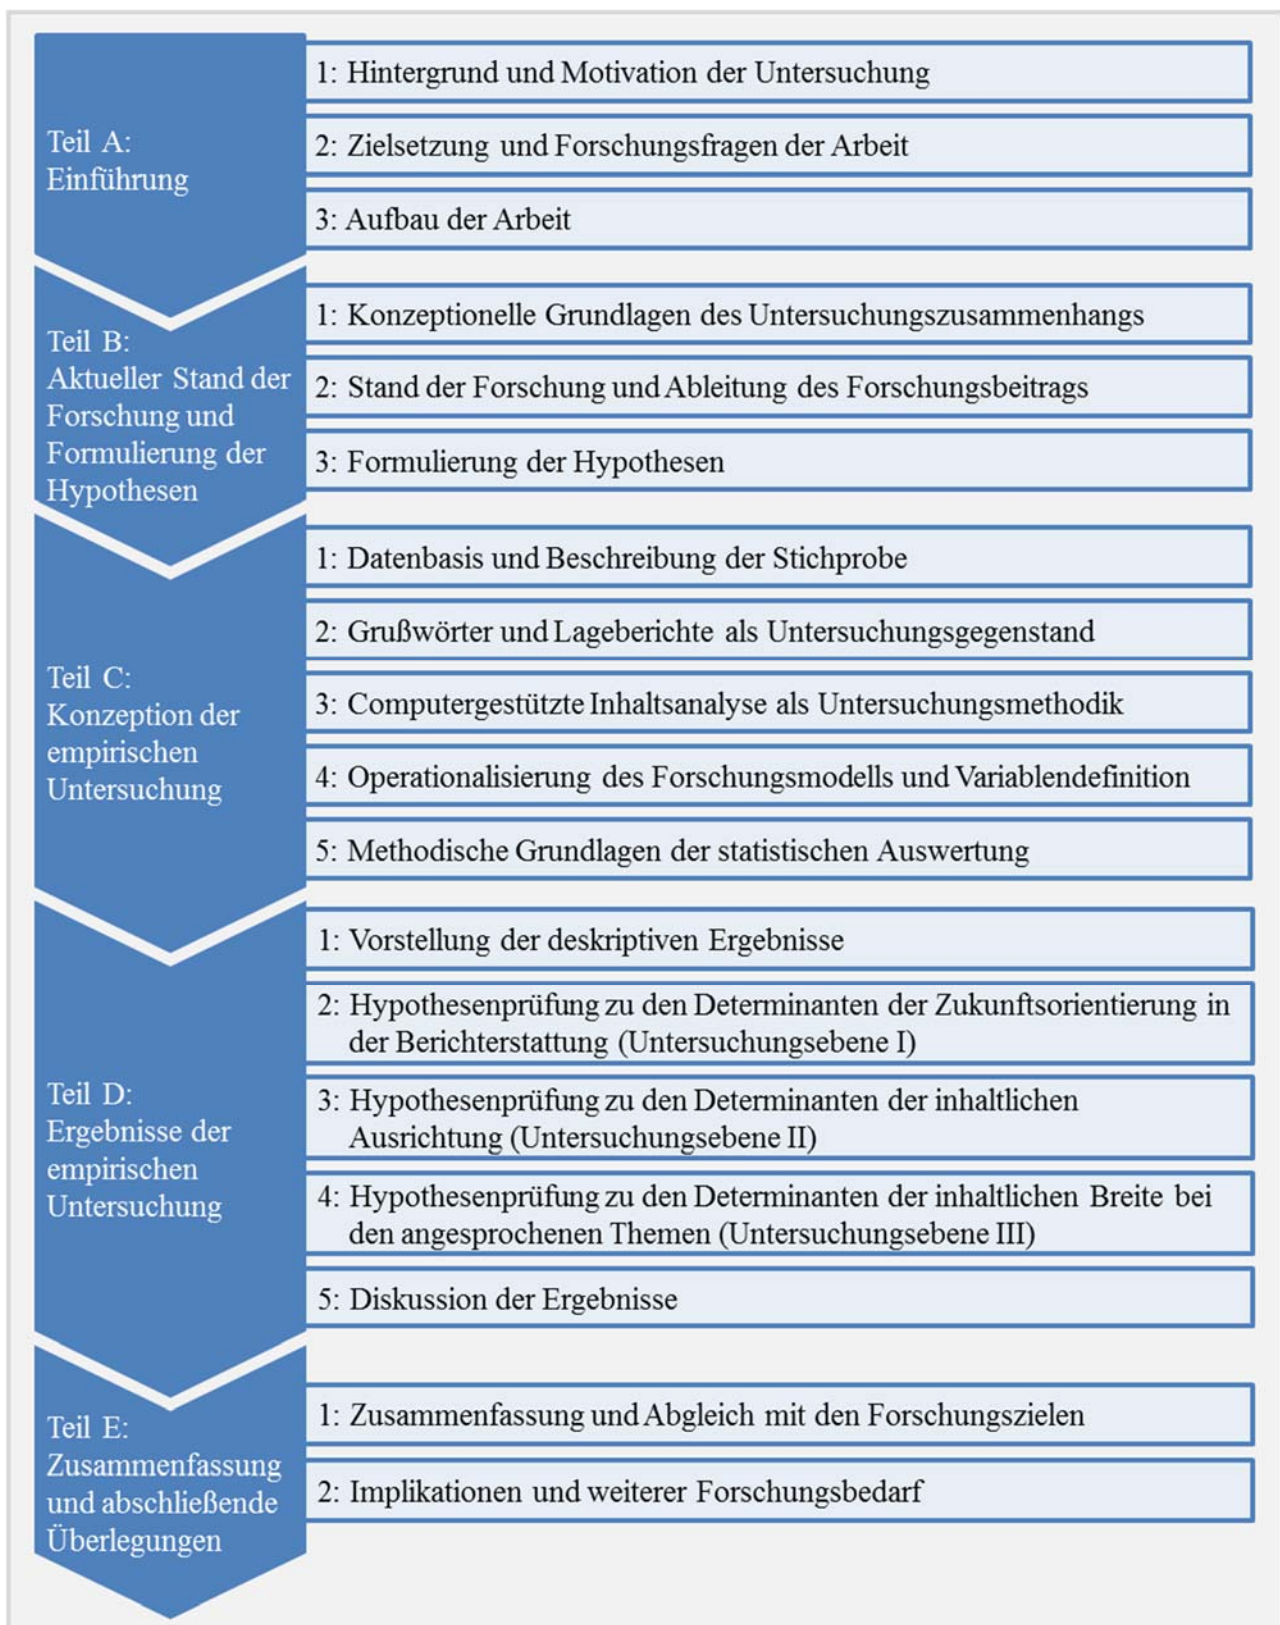 Teil A:
Einführung
1: Hintergrund und Motivation der Untersuchung
2: Zielsetzung und Forschungsfragen der Arbeit
3: Aufbau der Arbeit
Teil B:
Aktueller Stand der
Forschung und
Formulierung der
Hypothesen
1: Konzeptionelle Grundlagen des Untersuchungszusammenhangs
2: Stand der Forschung und Ableitung des Forschungsbeitrags
3: Formulierung der Hypothesen
Teil C:
Konzeption der
empirischen
Untersuchung
1: Datenbasis und Beschreibung der Stichprobe
2: Grußwörter und Lageberichte als Untersuchungsgegenstand
3: Computergestützte Inhaltsanalyse als Untersuchungsmethodik
4: Operationalisierung des Forschungsmodells und Variablendefinition
5: Methodische Grundlagen der statistischen Auswertung
Teil D:
Ergebnisse der
empirischen
Untersuchung
1: Vorstellung der deskriptiven Ergebnisse
2: Hypothesenprüfung zu den Determinanten der Zukunftsorientierung in
der Berichterstattung (Untersuchungsebene I)
3: Hypothesenprüfung zu den Determinanten der inhaltlichen
Ausrichtung (Untersuchungsebene II)
4: Hypothesenprüfung zu den Determinanten der inhaltlichen Breite bei
den angesprochenen Themen (Untersuchungsebene III)
5: Diskussion der Ergebnisse
Teil E:
Zusammenfassung
und abschließende
Überlegungen
1: Zusammenfassung und Abgleich mit den Forschungszielen
2: Implikationen und weiterer Forschungsbedarf